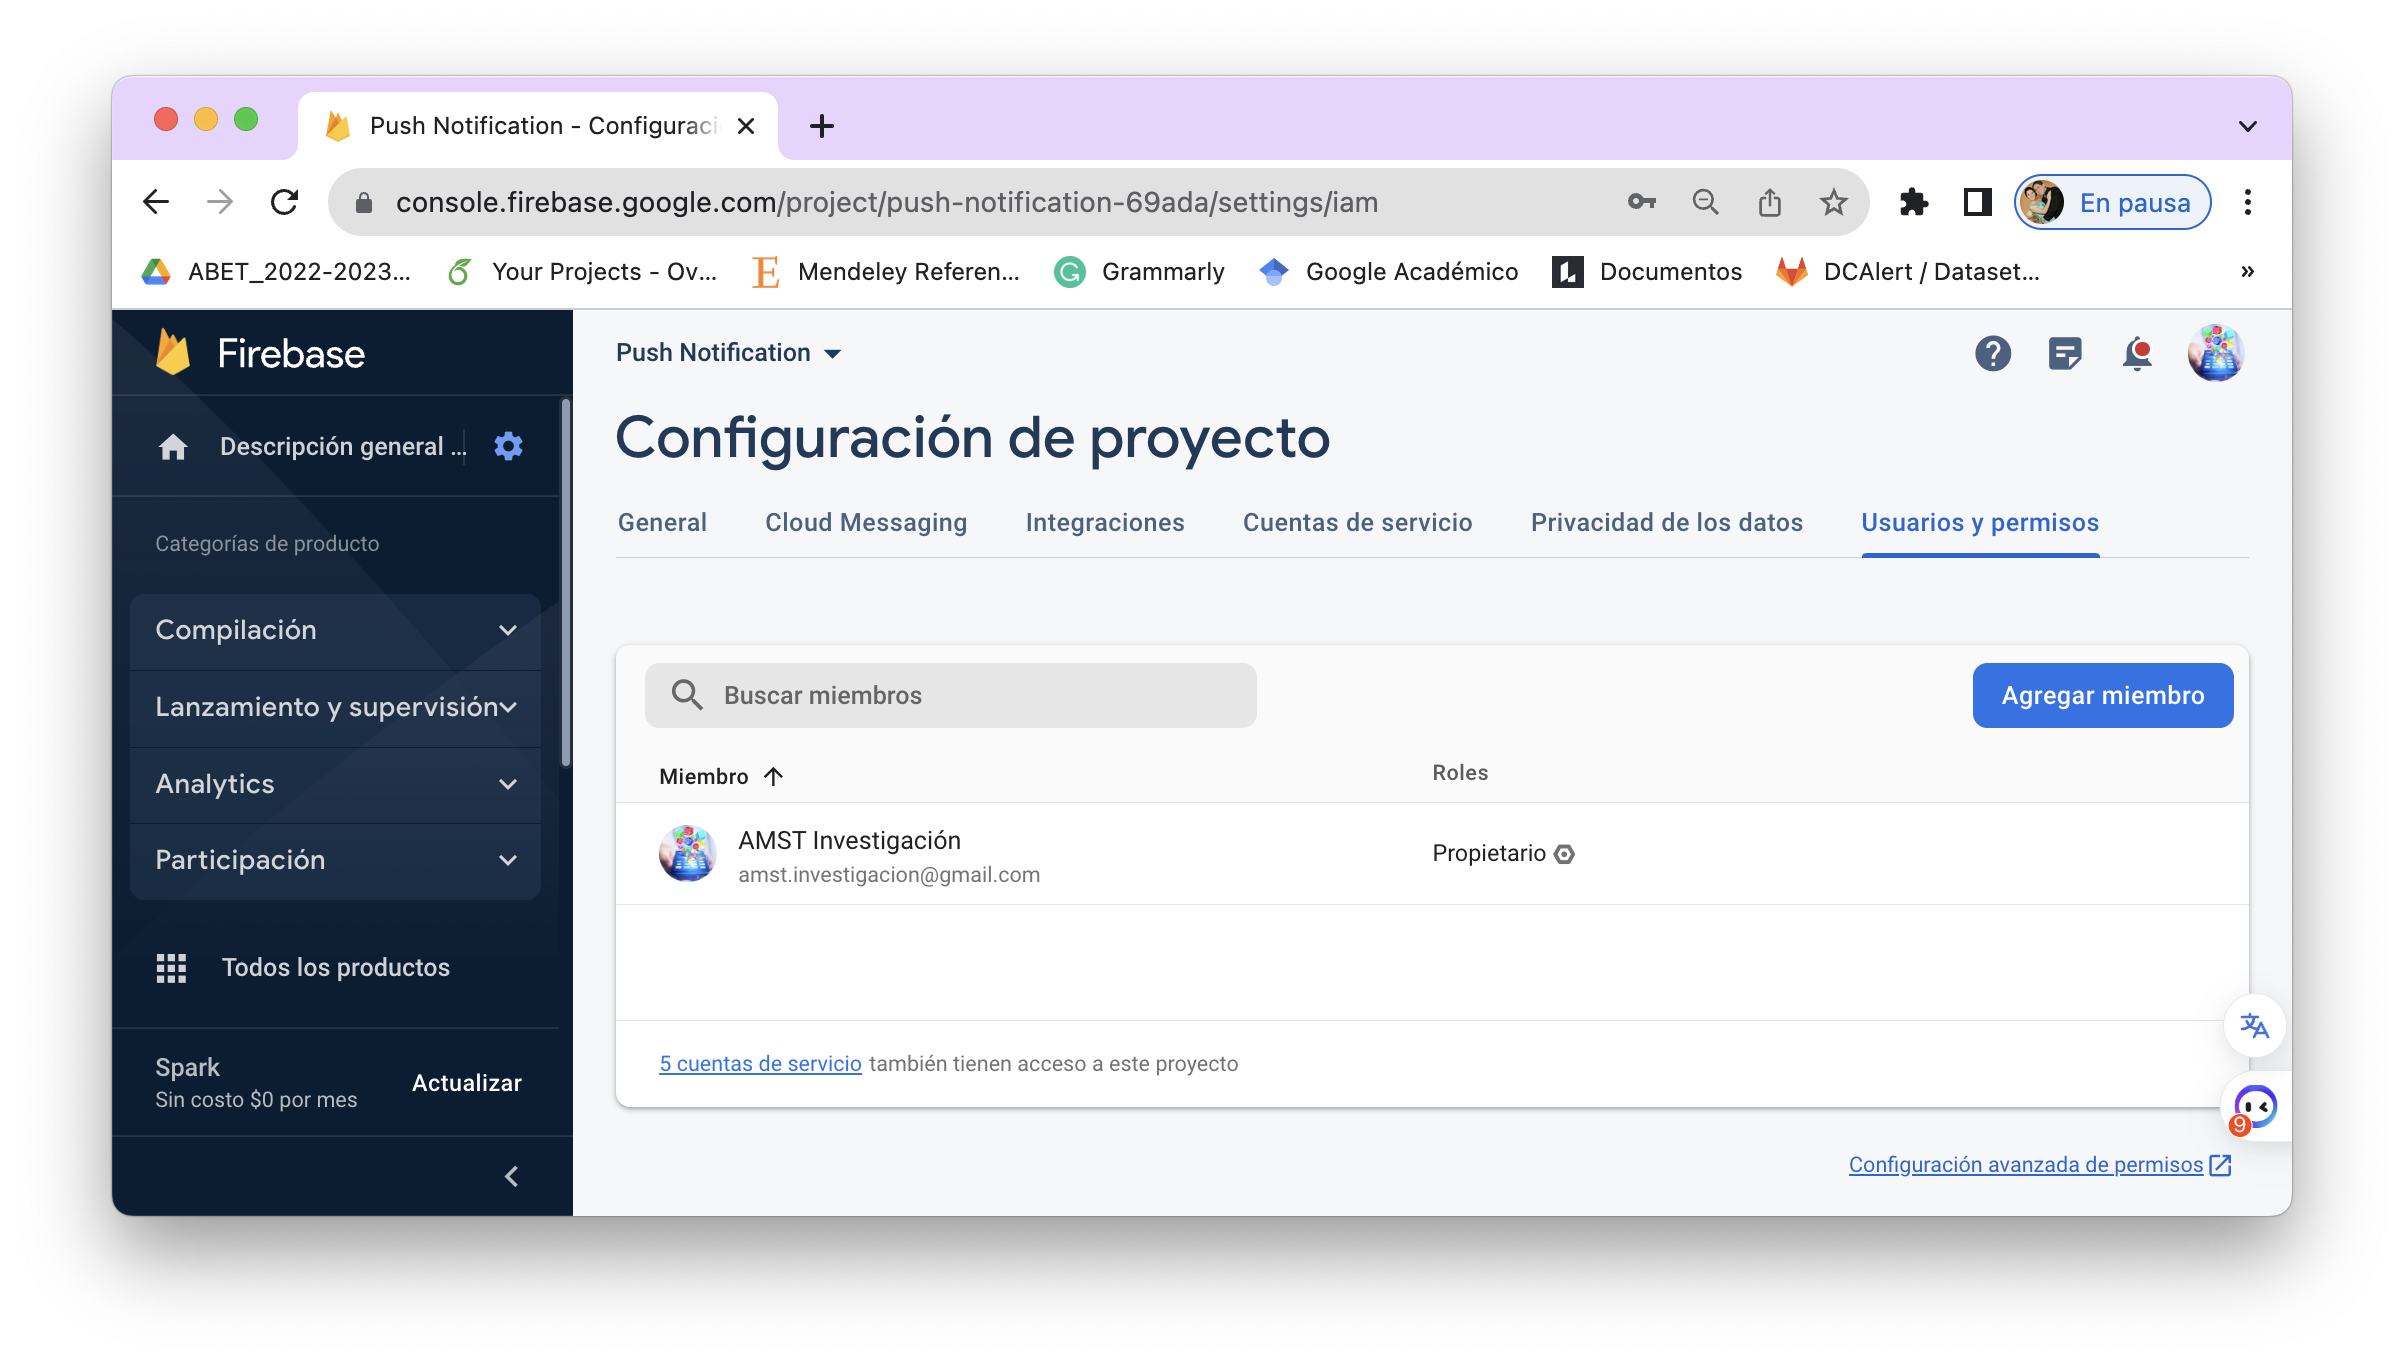 Push Notification - Configuraci
console.firebase.google.com/project/push-notification-69ada/settings/iam
En pausa
ABET_2022-2023...
Your Projects - Ov...
Mendeley Referen...
Grammarly
Google Académico
Documentos
DCAlert / Dataset...
»
Firebase
Descripción general ...
Categorías de producto
Compilación
Lanzamiento y supervisión
Analytics
Participación
Todos los productos
Spark
Sin costo $0 por mes
Actualizar
Push Notification
Configuración de proyecto
General
Cloud Messaging
Integraciones
Cuentas de servicio
Privacidad de los datos
Usuarios y permisos
Buscar miembros
Agregar miembro
Miembro
Roles
AMST Investigación
amst.investigacion@gmail.com
Propietario
5 cuentas de servicio también tienen acceso a este proyecto
9
Configuración avanzada de permisos